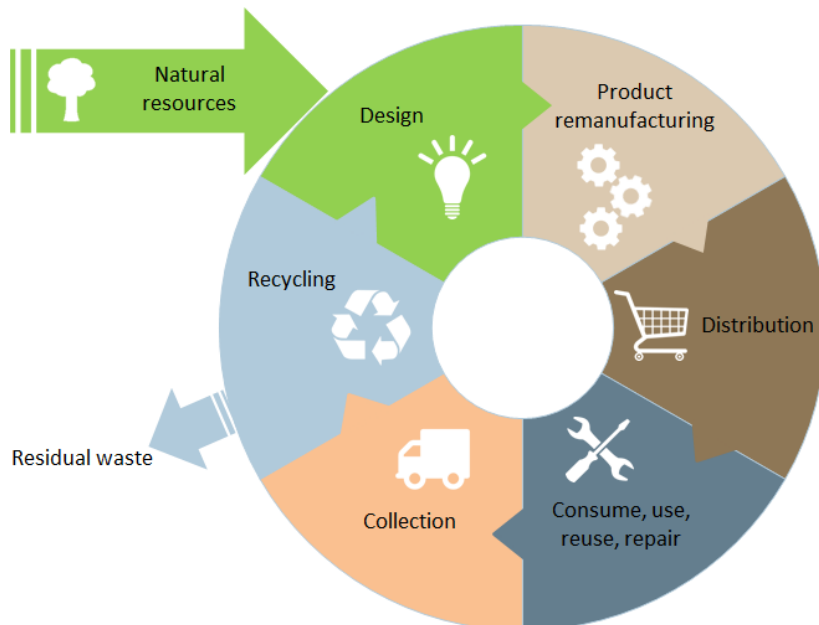 Natural
resources
Design
Product
remanufacturing
Distribution
Consume, use,
reuse, repair
Collection
Recycling
Residual waste